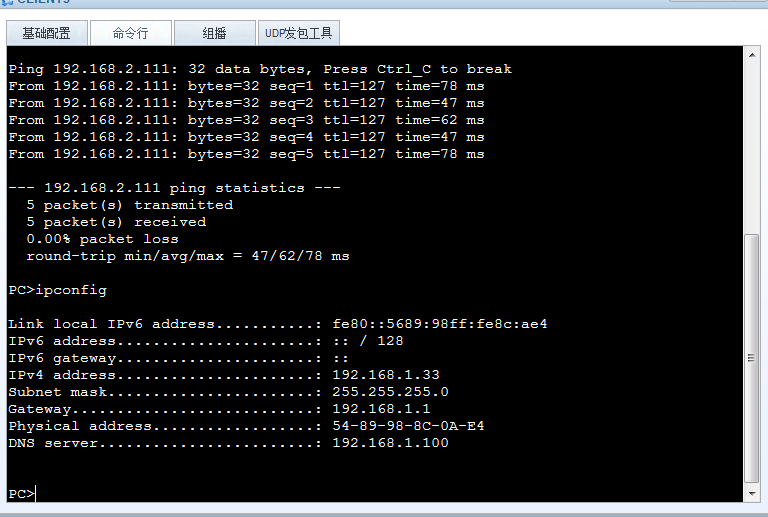 基础配置 命令行 组播 UDP发包工具
Ping 192.168.2.111: 32 data bytes, Press Ctrl_C to break
From 192.168.2.111: bytes=32 seq=1 ttl=127 time=78 ms
From 192.168.2.111: bytes=32 seq=2 ttl=127 time=47 ms
From 192.168.2.111: bytes=32 seq=3 ttl=127 time=62 ms
From 192.168.2.111: bytes=32 seq=4 ttl=127 time=47 ms
From 192.168.2.111: bytes=32 seq=5 ttl=127 time=78 ms
--- 192.168.2.111 ping statistics ---
5 packet(s) transmitted
5 packet(s) received
0.00% packet loss
round-trip min/avg/max = 47/62/78 ms
PC>ipconfig
Link local IPv6 address...........: fe80::5689:98ff:fe8c:ae4
IPv6 address......................: :: / 128
IPv6 gateway......................: ::
IPv4 address......................: 192.168.1.33
Subnet mask.......................: 255.255.255.0
Gateway...........................: 192.168.1.1
Physical address..................: 54-89-98-8C-0A-E4
DNS server........................: 192.168.1.100
PC>